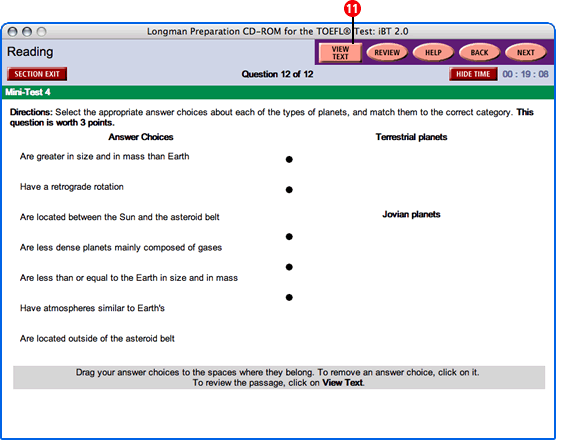 11
Longman Preparation CD-ROM for the TOEFL® Test: iBT 2.0
Reading
VIEW
TEXT
REVIEW
HELP
BACK
NEXT
SECTION EXIT
Question 12 of 12
HIDE TIME
00 : 19 : 08
Mini-Test 4
Directions: Select the appropriate answer choices about each of the types of planets, and match them to the correct category. This
question is worth 3 points.
Answer Choices
Terrestrial planets
Are greater in size and in mass than Earth
Have a retrograde rotation
Are located between the Sun and the asteroid belt
Jovian planets
Are less dense planets mainly composed of gases
Are less than or equal to the Earth in size and in mass
Have atmospheres similar to Earth's
Are located outside of the asteroid belt
Drag your answer choices to the spaces where they belong. To remove an answer choice, click on it.
To review the passage, click on View Text.